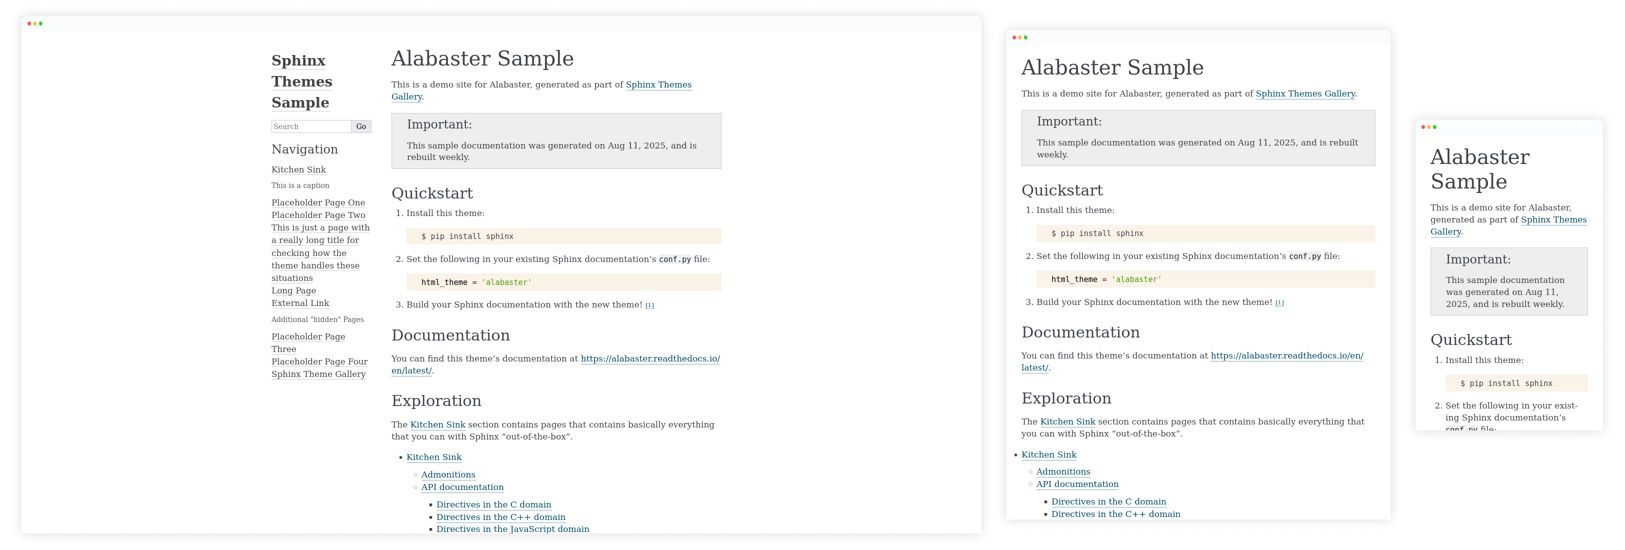 Sphinx
Themes
Sample
Search Go
Navigation
Kitchen Sink
This is a caption
Placeholder Page One
Placeholder Page Two
This is just a page with
a really long title for
checking how the
theme handles these
situations
Long Page
External Link
Additional "hidden" Pages
Placeholder Page
Three
Placeholder Page Four
Sphinx Theme Gallery
Alabaster Sample
This is a demo site for Alabaster, generated as part of Sphinx Themes
Gallery.
Important:
This sample documentation was generated on Aug 11, 2025, and is
rebuilt weekly.
Quickstart
1. Install this theme:
$ pip install sphinx
2. Set the following in your existing Sphinx documentation’s conf.py file:
html_theme = 'alabaster'
3. Build your Sphinx documentation with the new theme! [1]
Documentation
You can find this theme’s documentation at https://alabaster.readthedocs.io/
en/latest/.
Exploration
The Kitchen Sink section contains pages that contains basically everything
that you can with Sphinx “out-of-the-box”.
• Kitchen Sink
◦ Admonitions
◦ API documentation
▪ Directives in the C domain
▪ Directives in the C++ domain
▪ Directives in the JavaScript domain
Alabaster Sample
This is a demo site for Alabaster, generated as part of Sphinx Themes Gallery.
Important:
This sample documentation was generated on Aug 11, 2025, and is rebuilt
weekly.
Quickstart
1. Install this theme:
$ pip install sphinx
2. Set the following in your existing Sphinx documentation’s conf.py file:
html_theme = 'alabaster'
3. Build your Sphinx documentation with the new theme! [1]
Documentation
You can find this theme’s documentation at https://alabaster.readthedocs.io/en/
latest/.
Exploration
The Kitchen Sink section contains pages that contains basically everything that
you can with Sphinx “out-of-the-box”.
• Kitchen Sink
◦ Admonitions
◦ API documentation
▪ Directives in the C domain
▪ Directives in the C++ domain
Alabaster
Sample
This is a demo site for Alabaster,
generated as part of Sphinx Themes
Gallery.
Important:
This sample documentation
was generated on Aug 11,
2025, and is rebuilt weekly.
Quickstart
1. Install this theme:
$ pip install sphinx
2. Set the following in your exist-
ing Sphinx documentation’s
conf.py file: